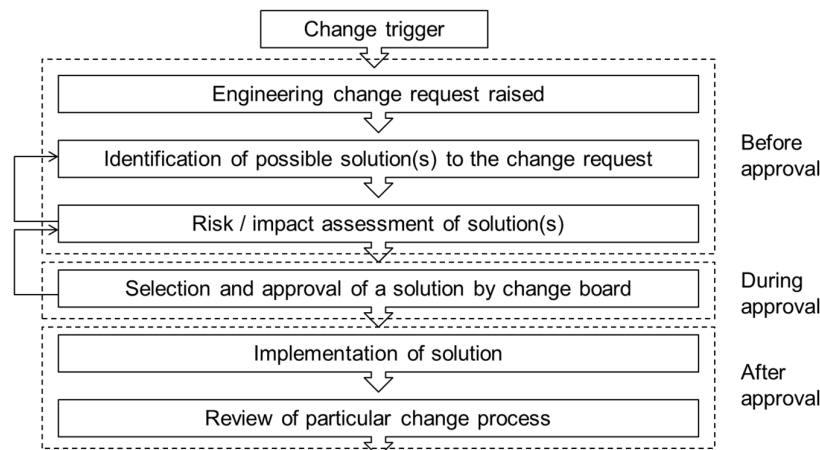 Change trigger
Engineering change request raised
Identification of possible solution(s) to the change request
Before
approval
Risk / impact assessment of solution(s)
Selection and approval of a solution by change board
During
approval
Implementation of solution
After
approval
Review of particular change process